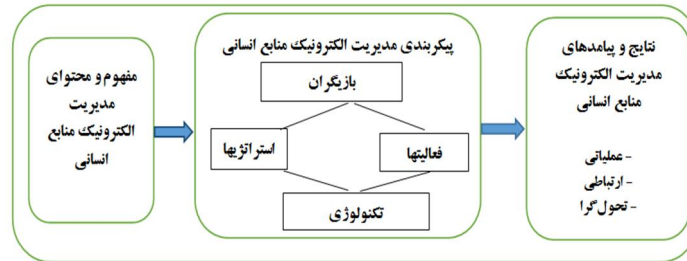 مفهوم و محتوای
مدیریت
الکترونیک منابع
انسانی
پیکربندی مدیریت الکترونیک منابع انسانی
بازیگران
استراتژیها
فعالیتها
تکنولوژی
نتایج و پیامدهای
مدیریت الکترونیک
منابع انسانی
- عملیاتی
- ارتباطی
- تحول‌گرا